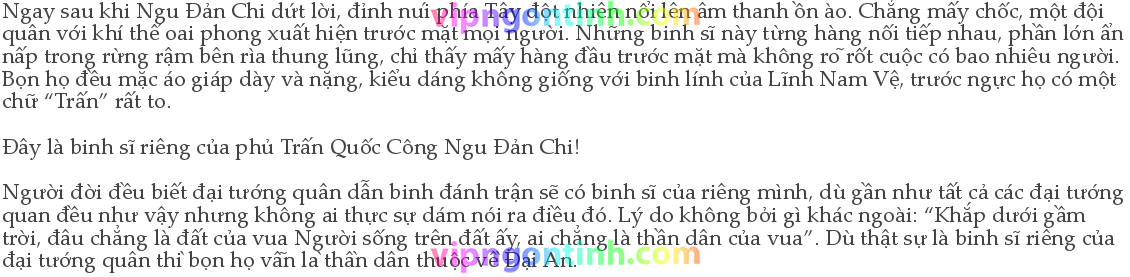 Ngay sau khi Ngu Đản Chi dứt lời, đỉnh núi phía Tây đột nhiên nổi lên âm thanh ồn ào. Chẳng mấy chốc, một đội
quân với khí thế oai phong xuất hiện trước mặt mọi người. Những binh sĩ này từng hàng nối tiếp nhau, phần lớn ẩn
nấp trong rừng rậm bên rìa thung lũng, chỉ thấy mấy hàng đầu trước mặt mà không rõ rốt cuộc có bao nhiêu người.
Bọn họ đều mặc áo giáp dày và nặng, kiểu dáng không giống với binh lính của Lĩnh Nam Vệ, trước ngực họ có một
chữ “Trấn” rất to.
Đây là binh sĩ riêng của phủ Trấn Quốc Công Ngu Đản Chi!
Người đời đều biết đại tướng quân dẫn binh đánh trận sẽ có binh sĩ của riêng mình, dù gần như tất cả các đại tướng
quan đều như vậy nhưng không ai thực sự dám nói ra điều đó. Lý do không bởi gì khác ngoài: “Khắp dưới gầm
trời, đâu chẳng là đất của vua Người sống trên đất ấy, ai chẳng là thần dân của vua”. Dù thật sự là binh sĩ riêng của
đại tướng quân thì bọn họ vẫn là thần dân thuộc về Đại An.
vipngontinh.com
vipngontinh.com